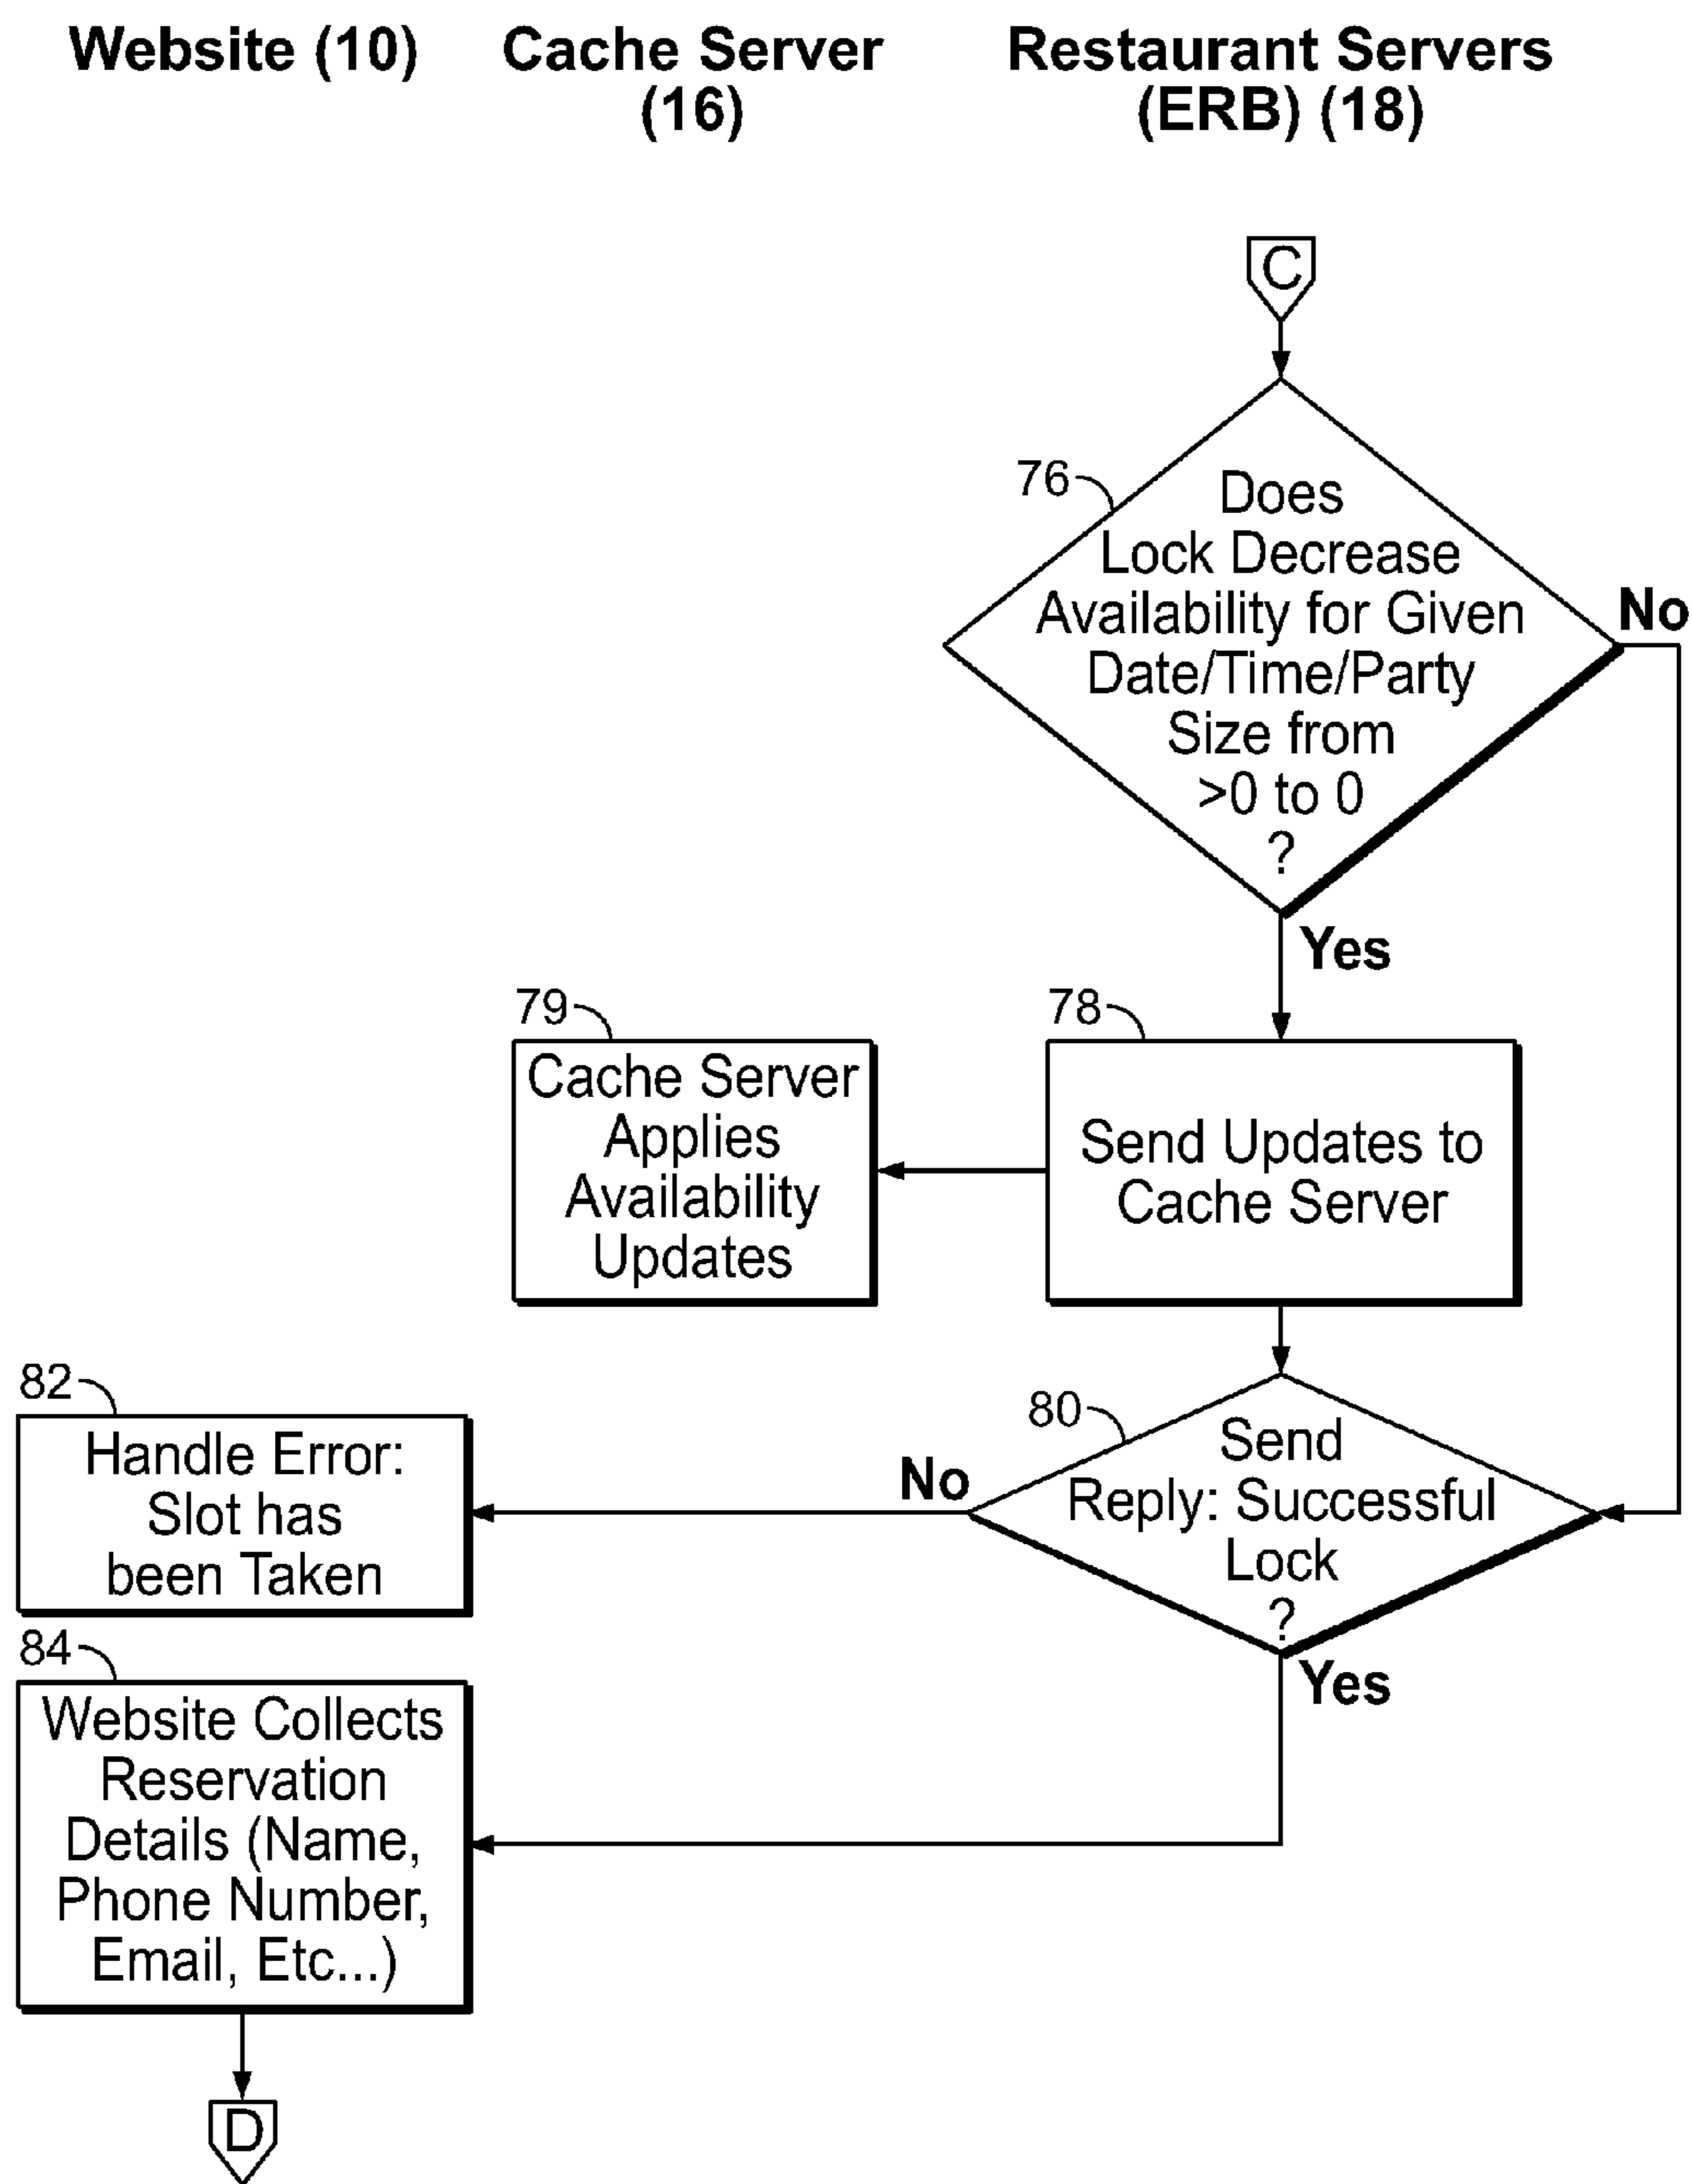 Website (10)
Cache Server
(16)
Restaurant Servers
(ERB) (18)
C
76
Does
Lock Decrease
Availability for Given
Date/Time/Party
Size from
>0 to 0
?
No
Yes
79
Cache Server
Applies
Availability
Updates
78
Send Updates to
Cache Server
82
Handle Error:
Slot has
been Taken
80
Send
Reply: Successful
Lock
?
No
Yes
84
Website Collects
Reservation
Details (Name,
Phone Number,
Email, Etc...)
D